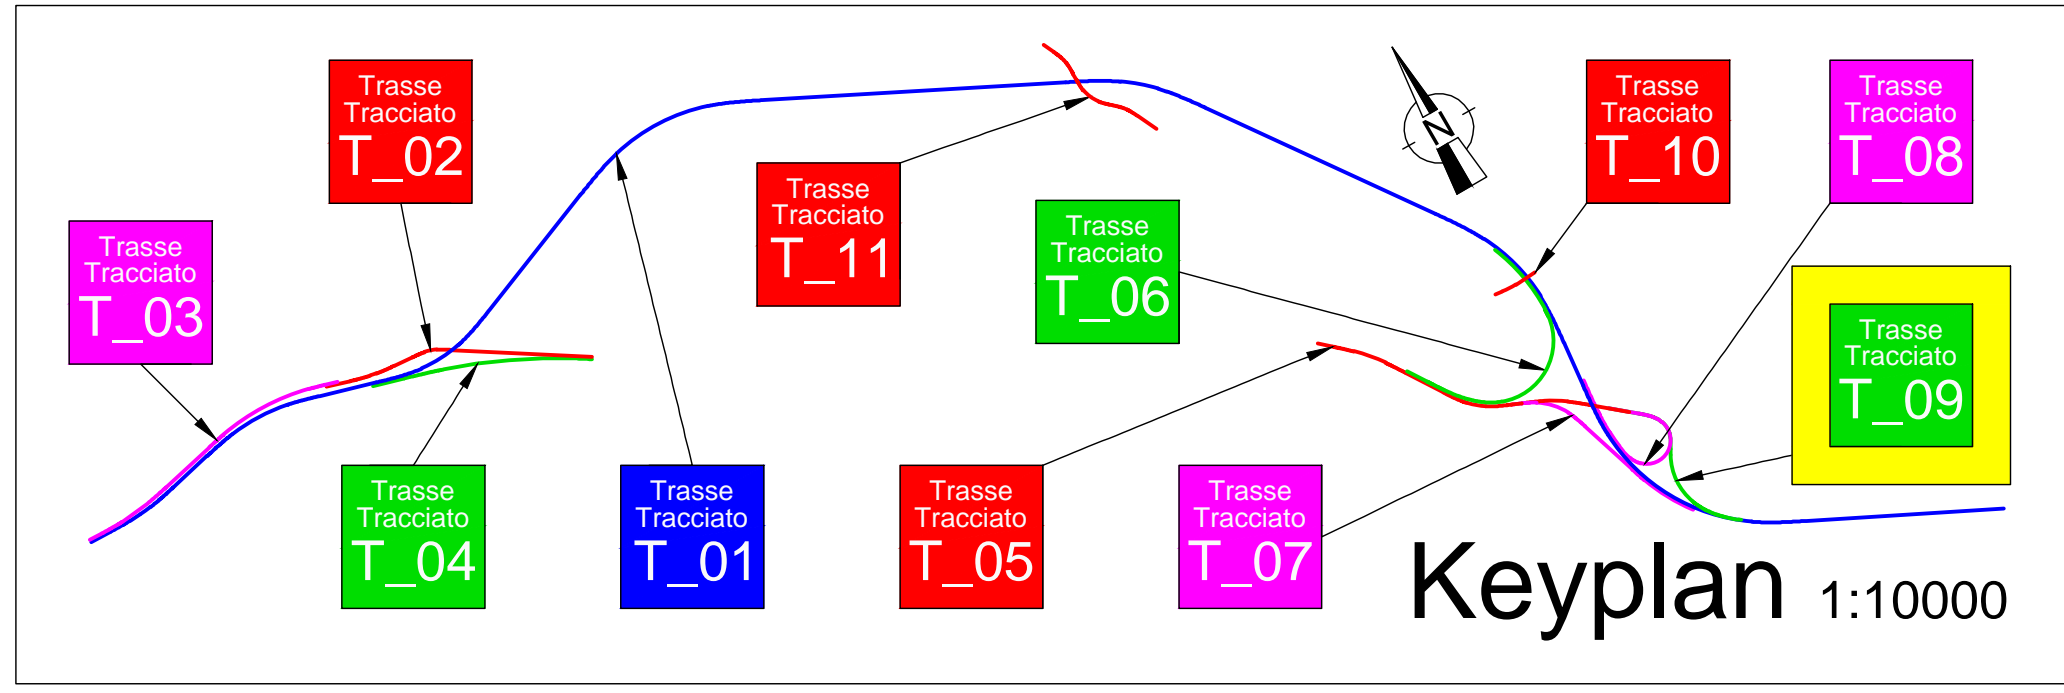 Trasse
Tracciato
T_02
Trasse
Tracciato
T_10
Trasse
Tracciato
T_08
N
Trasse
Tracciato
T_11
Trasse
Tracciato
T_03
Trasse
Tracciato
T_06
Trasse
Tracciato
T_09
Trasse
Tracciato
T_04
Trasse
Tracciato
T_01
Trasse
Tracciato
T_05
Trasse
Tracciato
T_07
Keyplan 1:10000